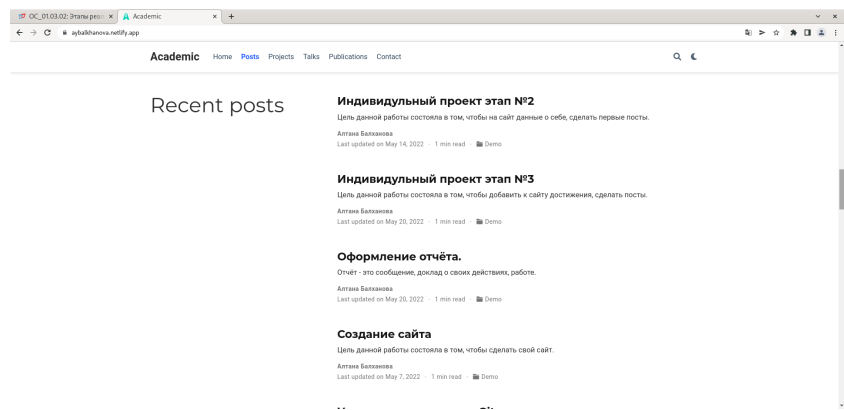 ОС_01.03.02: Этапы реал
Academic
aybalkhanova.netlify.app
Academic Home Posts Projects Talks Publications Contact
Recent posts
Индивидульный проект этап №2
Цель данной работы состояла в том, чтобы на сайт данные о себе, сделать первые посты.
Алтана Балханова
Last updated on May 14, 2022 · 1 min read · Demo
Индивидульный проект этап №3
Цель данной работы состояла в том, чтобы добавить к сайту достижения, сделать посты.
Алтана Балханова
Last updated on May 20, 2022 · 1 min read · Demo
Оформление отчёта.
Отчёт - это сообщение, доклад о своих действиях, работе.
Алтана Балханова
Last updated on May 20, 2022 · 1 min read · Demo
Создание сайта
Цель данной работы состояла в том, чтобы сделать свой сайт.
Алтана Балханова
Last updated on May 7, 2022 · 1 min read · Demo